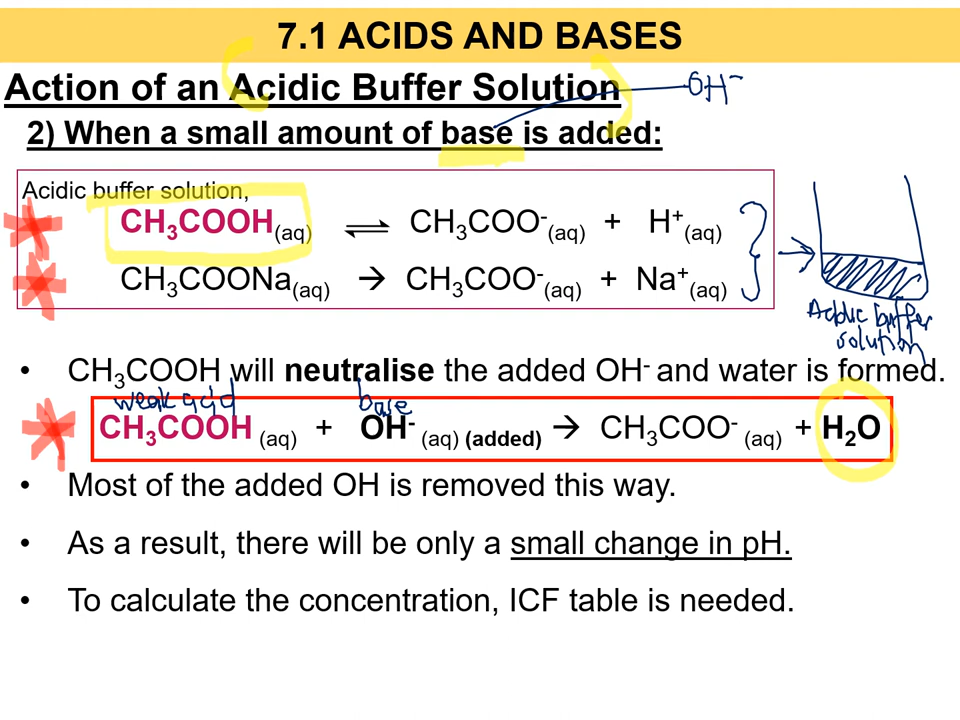 7.1 ACIDS AND BASES
Action of an Acidic Buffer Solution
OH⁻
2) When a small amount of base is added:
Acidic buffer solution,
CH₃COOH(aq) ⇌ CH₃COO⁻(aq) + H⁺(aq)
CH₃COONa(aq) → CH₃COO⁻(aq) + Na⁺(aq)
Acidic buffer
solution
• CH₃COOH will neutralise the added OH⁻ and water is formed.
weak acid base
CH₃COOH (aq) + OH⁻ (aq) (added) → CH₃COO⁻ (aq) + H₂O
• Most of the added OH is removed this way.
• As a result, there will be only a small change in pH.
• To calculate the concentration, ICF table is needed.